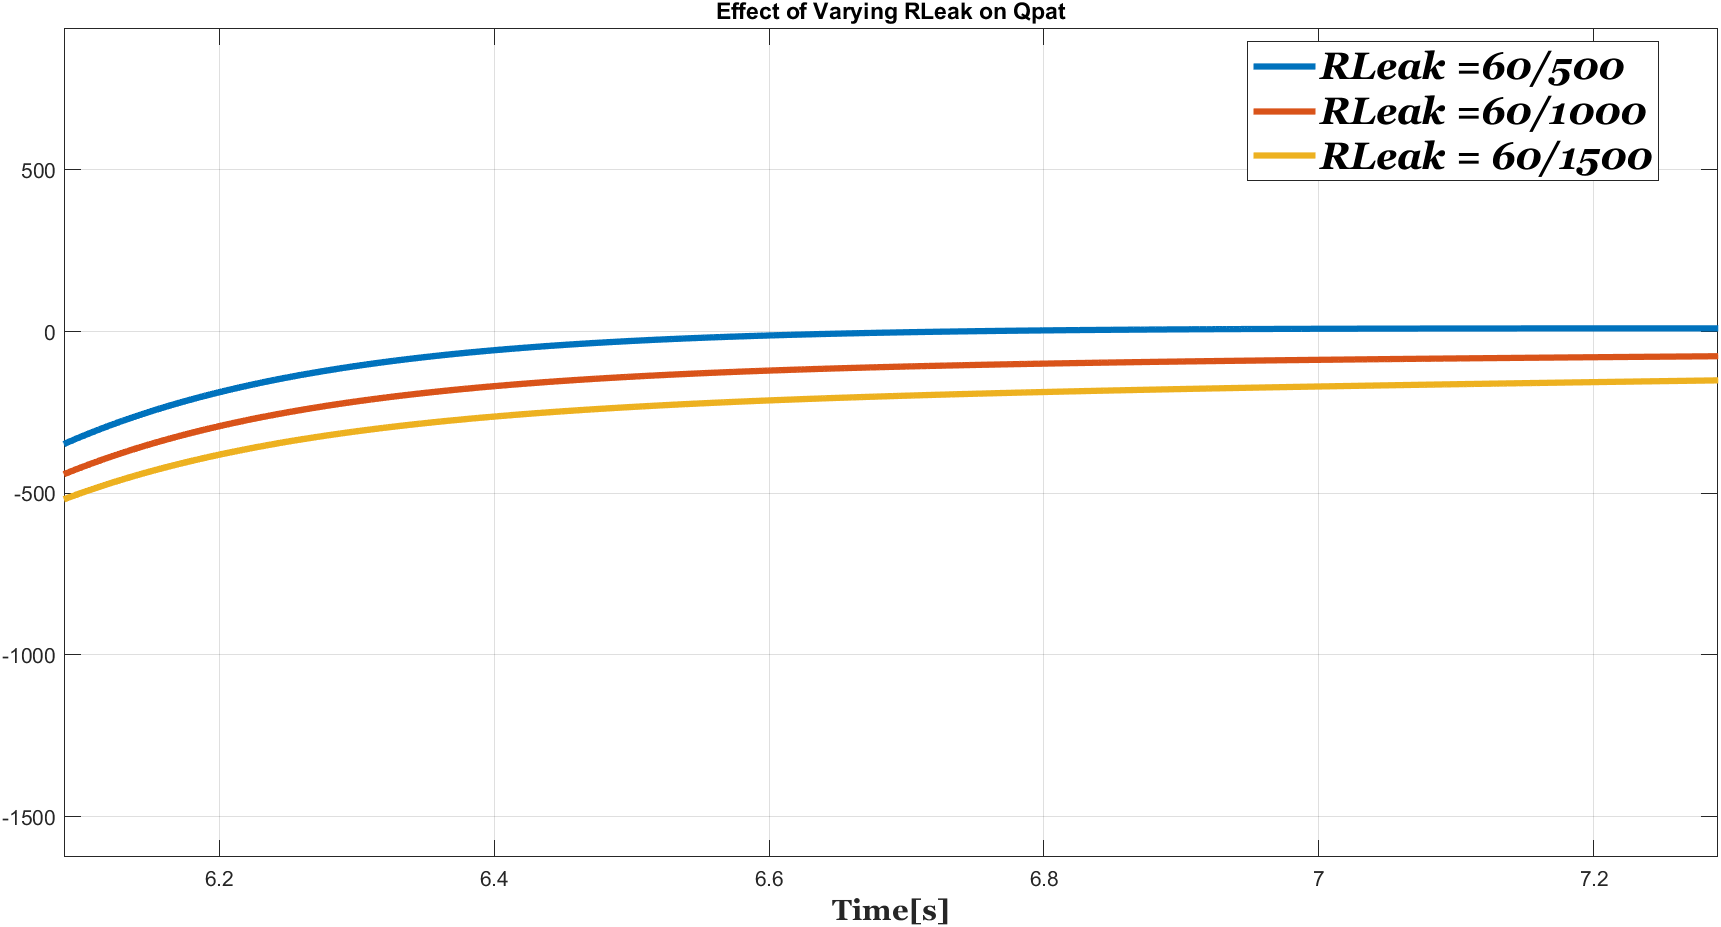 Effect of Varying RLeak on Qpat
RLeak =60/500
RLeak =60/1000
RLeak = 60/1500
500
0
-500
-1000
-1500
6.2 6.4 6.6 6.8 7 7.2
Time[s]